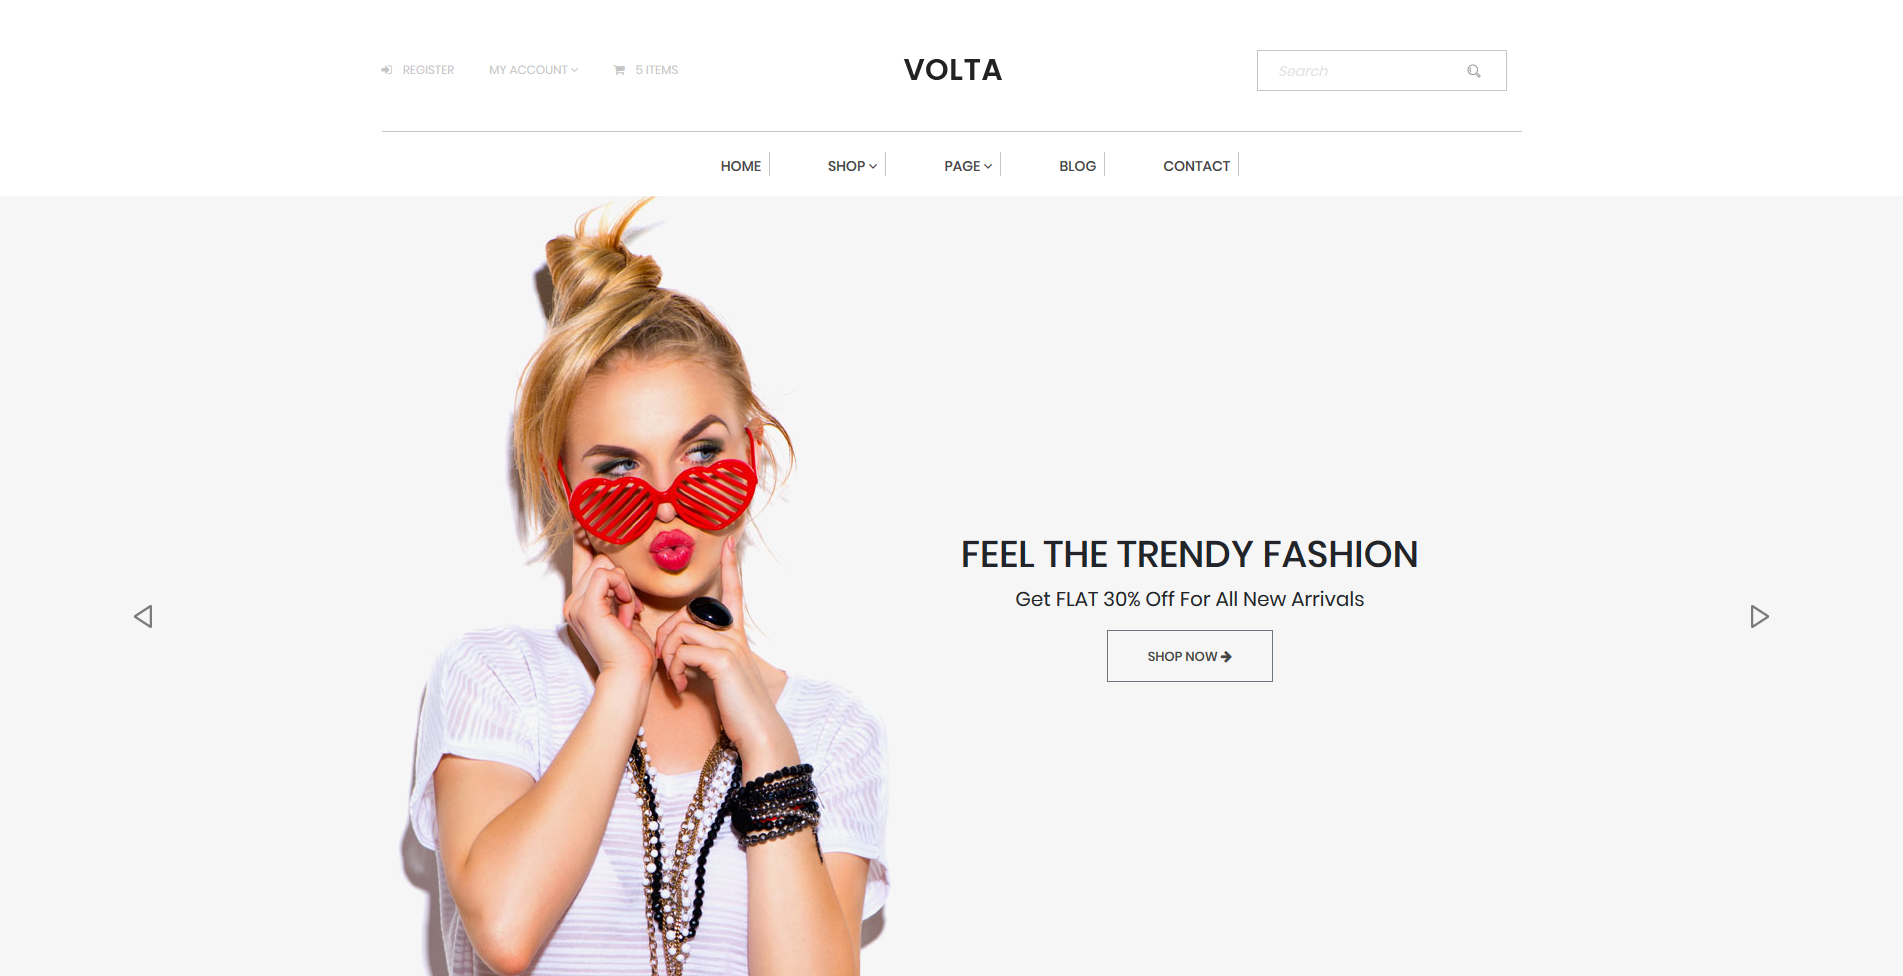 REGISTER MY ACCOUNT 5 ITEMS
VOLTA
Search
HOME SHOP PAGE BLOG CONTACT
FEEL THE TRENDY FASHION
Get FLAT 30% Off For All New Arrivals
SHOP NOW